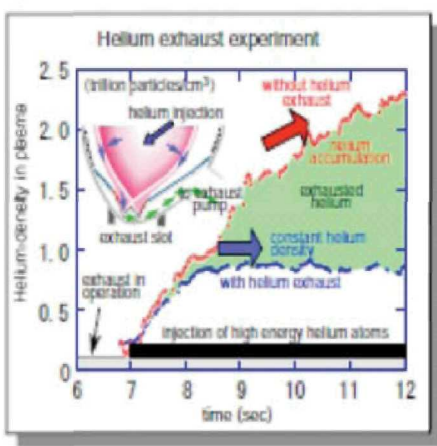 Helium exhaust experiment
Helium-density in plasma
2.5
2.0
1.5
1.0
0.5
0
(trillion particles/cm³)
helium injection
to exhaust
pump
exhaust slot
without helium
exhaust
helium
accumulation
exhausted
helium
constant helium
density
with helium exhaust
exhaust in
operation
injection of high energy helium atoms
6 7 8 9 10 11 12
time (sec)